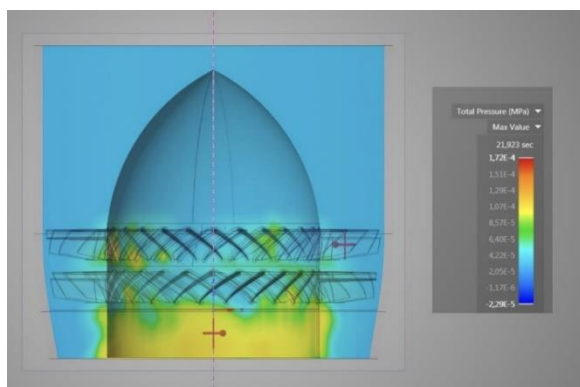 Total Pressure (MPa)
Max Value
21,923 sec
1,72E-4
1,51E-4
1,29E-4
1,07E-4
8,57E-5
6,40E-5
4,22E-5
2,05E-5
-1,17E-6
-2,29E-5